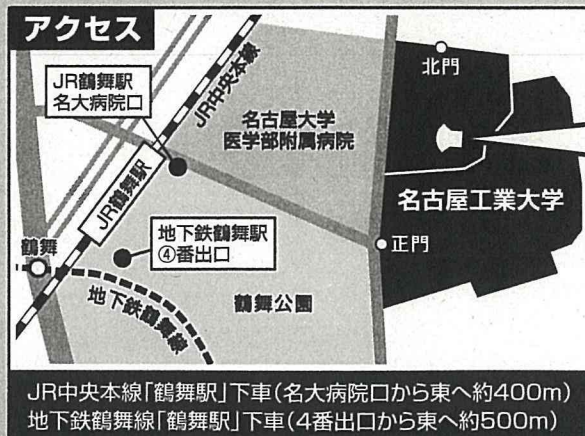 アクセス
JR鶴舞駅
名大病院口
JR中央本線
北門
名古屋大学
医学部附属病院
JR鶴舞駅
名古屋工業大学
地下鉄鶴舞駅
④番出口
正門
鶴舞
地下鉄鶴舞線
鶴舞公園
JR中央本線「鶴舞駅」下車(名大病院口から東へ約400m)
地下鉄鶴舞線「鶴舞駅」下車(4番出口から東へ約500m)